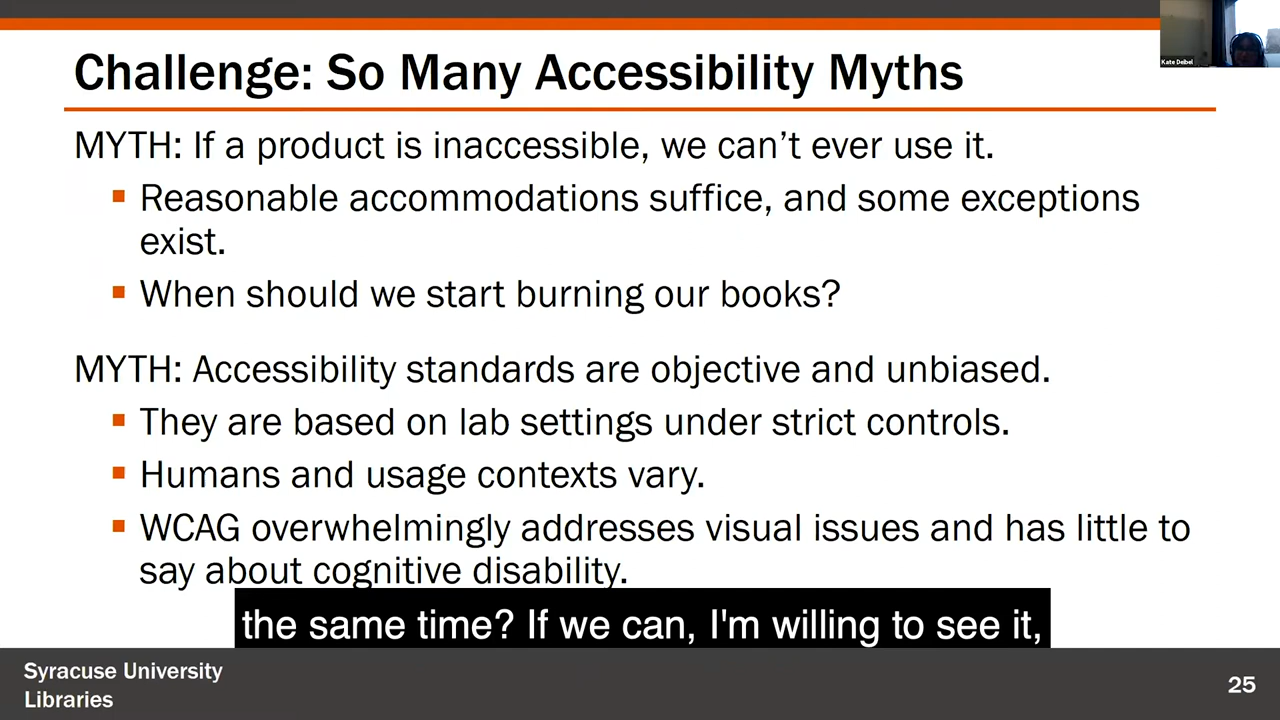 Kate Deibel
Challenge: So Many Accessibility Myths
MYTH: If a product is inaccessible, we can’t ever use it.
Reasonable accommodations suffice, and some exceptions
exist.
When should we start burning our books?
MYTH: Accessibility standards are objective and unbiased.
They are based on lab settings under strict controls.
Humans and usage contexts vary.
WCAG overwhelmingly addresses visual issues and has little to
say about cognitive disability.
the same time? If we can, I'm willing to see it,
Syracuse University
Libraries
25